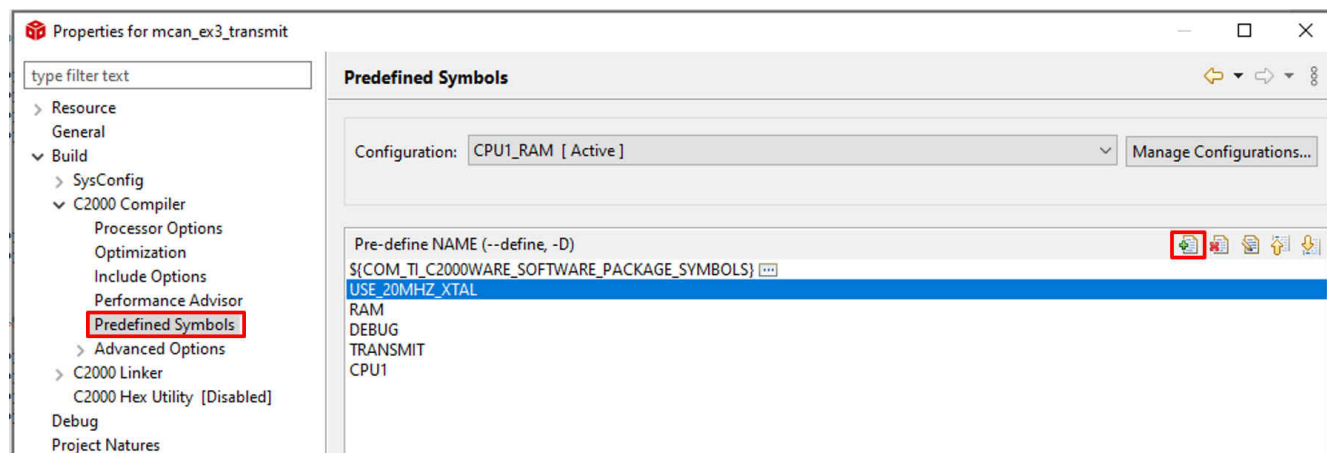 Properties for mcan_ex3_transmit
type filter text
Resource
General
Build
SysConfig
C2000 Compiler
Processor Options
Optimization
Include Options
Performance Advisor
Predefined Symbols
Advanced Options
C2000 Linker
C2000 Hex Utility [Disabled]
Debug
Project Natures
Predefined Symbols
Configuration: CPU1_RAM [ Active ] Manage Configurations...
Pre-define NAME (--define, -D)
${COM_TI_C2000WARE_SOFTWARE_PACKAGE_SYMBOLS}
USE_20MHZ_XTAL
RAM
DEBUG
TRANSMIT
CPU1